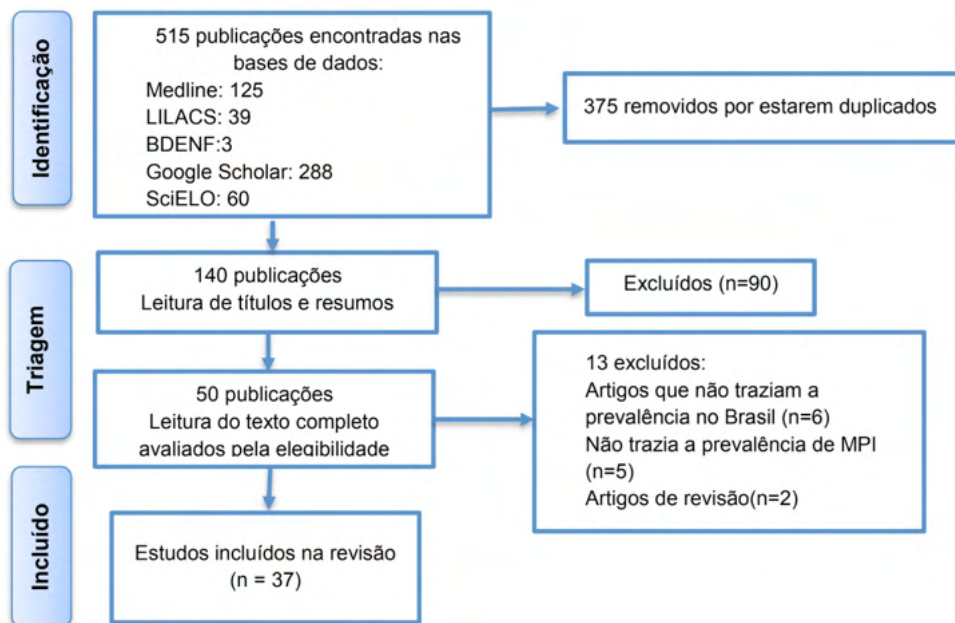 Identificação
515 publicações encontradas nas
bases de dados:
Medline: 125
LILACS: 39
BDENF:3
Google Scholar: 288
SciELO: 60
375 removidos por estarem duplicados
Triagem
140 publicações
Leitura de títulos e resumos
Excluídos (n=90)
50 publicações
Leitura do texto completo
avaliados pela elegibilidade
13 excluídos:
Artigos que não traziam a
prevalência no Brasil (n=6)
Não trazia a prevalência de MPI
(n=5)
Artigos de revisão(n=2)
Incluído
Estudos incluídos na revisão
(n = 37)